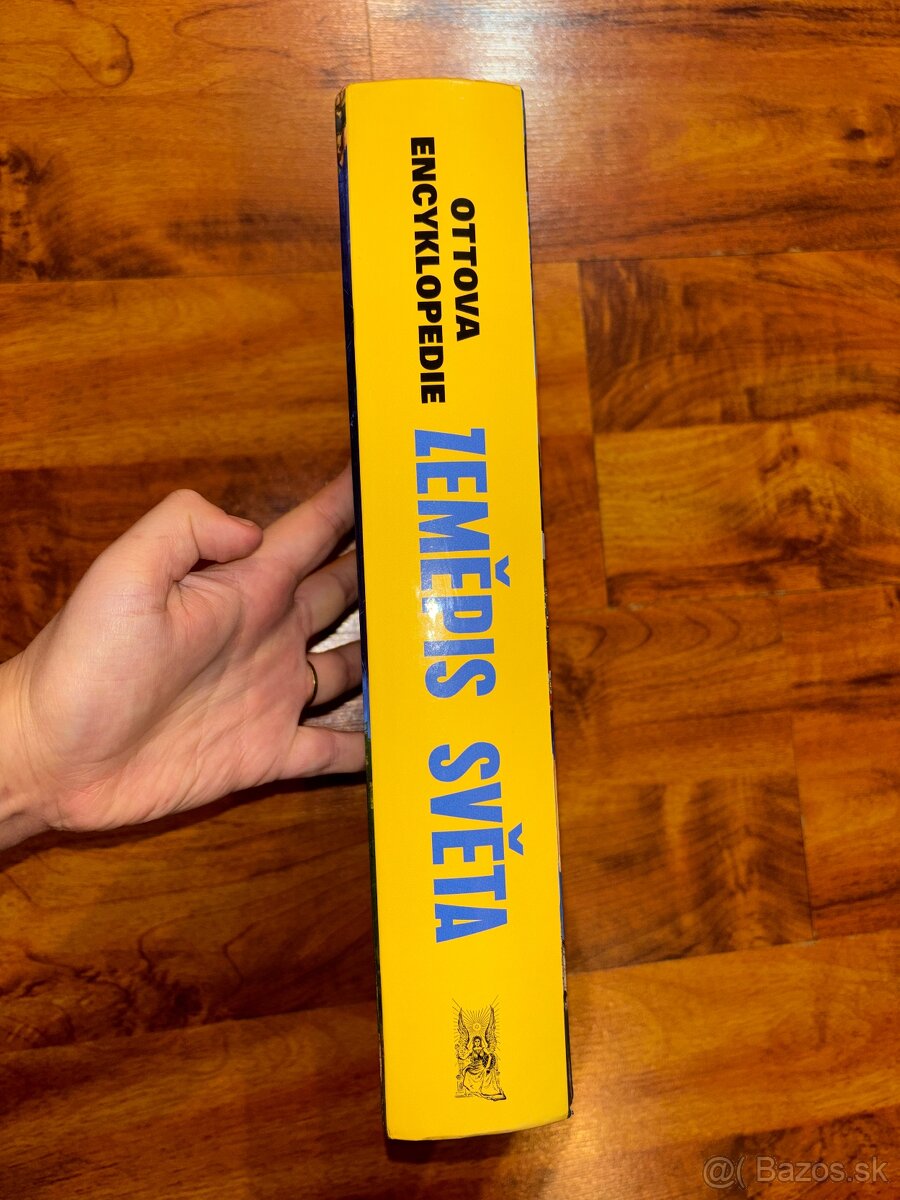 OTTOVA
ENCYKLOPEDIE
ZEMĚPIS SVĚTA
@( Bazos.sk